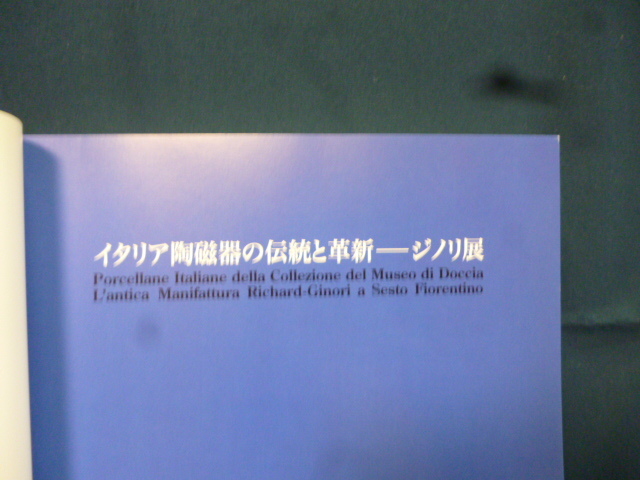 イタリア陶磁器の伝統と革新──ジノリ展
Porcellane Italiane della Collezione del Museo di Doccia
L'antica Manifattura Richard-Ginori a Sesto Fiorentino